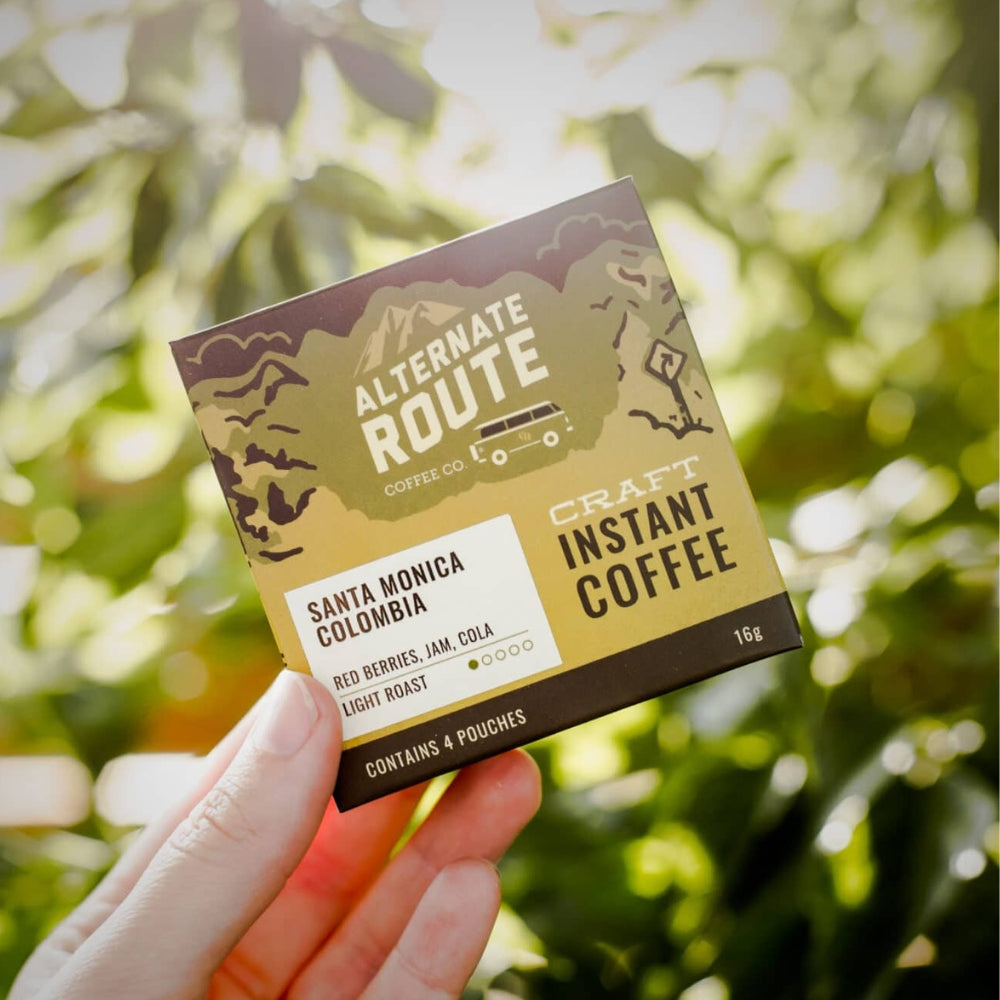 ALTERNATE
ROUTE
COFFEE CO.
CRAFT
INSTANT
COFFEE
SANTA MONICA
COLOMBIA
RED BERRIES, JAM, COLA
LIGHT ROAST
CONTAINS 4 POUCHES
16g